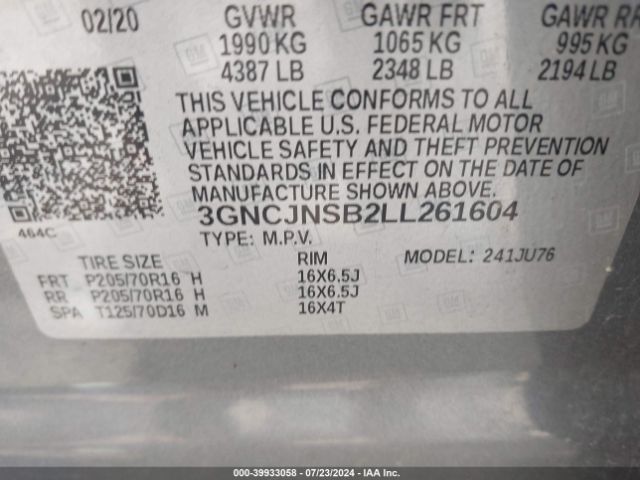 02/20 GVWR GAWR FRT GAWR RR
1990 KG 1065 KG 995 KG
4387 LB 2348 LB 2194 LB
THIS VEHICLE CONFORMS TO ALL
APPLICABLE U.S. FEDERAL MOTOR
VEHICLE SAFETY AND THEFT PREVENTION
STANDARDS IN EFFECT ON THE DATE OF
MANUFACTURE SHOWN ABOVE.
3GNCJNSB2LL261604
464C
TYPE: M.P.V.
TIRE SIZE RIM MODEL: 241JU76
FRT P205/70R16 H 16X6.5J
RR P205/70R16 H 16X6.5J
SPA T125/70D16 M 16X4T
000-39933058 - 07/23/2024 - IAAI.COM